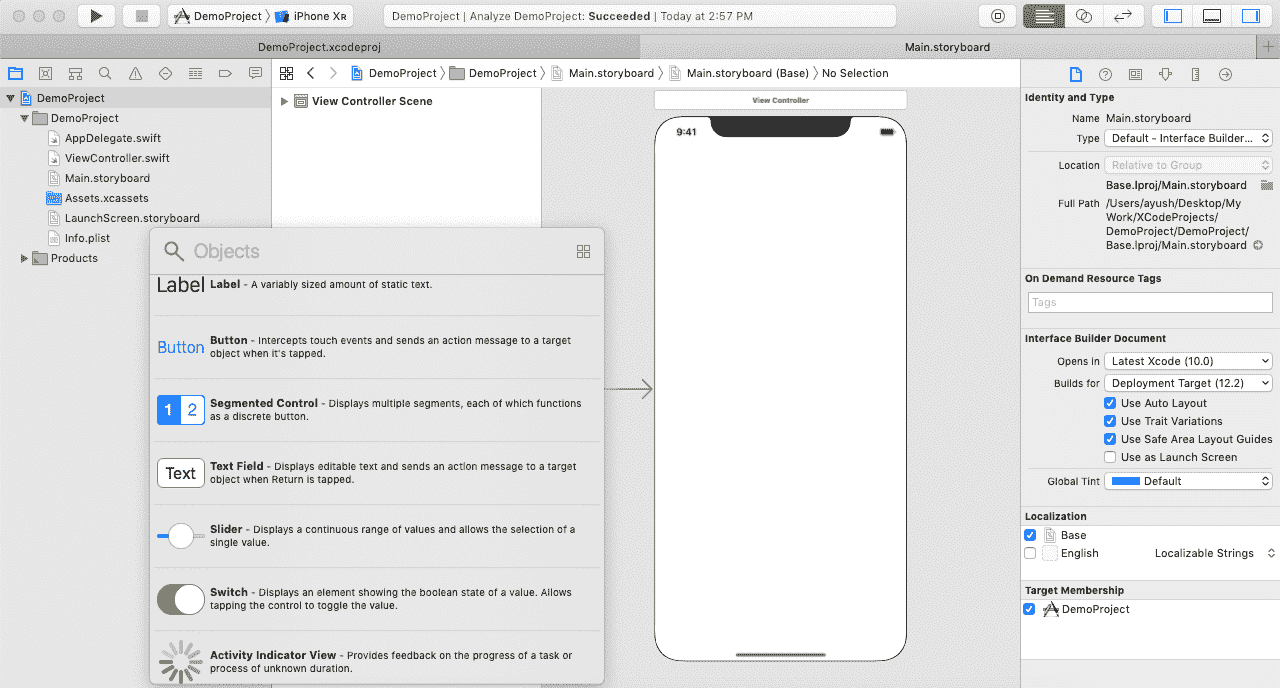 DemoProject
iPhone XR
DemoProject | Analyze DemoProject: Succeeded | Today at 2:57 PM
DemoProject.xcodeproj
Main.storyboard
DemoProject
DemoProject
Main.storyboard
Main.storyboard (Base)
No Selection
DemoProject
DemoProject
AppDelegate.swift
ViewController.swift
Main.storyboard
Assets.xcassets
LaunchScreen.storyboard
Info.plist
Products
View Controller Scene
View Controller
9:41
Objects
Label
Label - A variably sized amount of static text.
Button
Button - Intercepts touch events and sends an action message to a target
object when it's tapped.
1 2
Segmented Control - Displays multiple segments, each of which functions
as a discrete button.
Text
Text Field - Displays editable text and sends an action message to a target
object when Return is tapped.
Slider - Displays a continuous range of values and allows the selection of a
single value.
Switch - Displays an element showing the boolean state of a value. Allows
tapping the control to toggle the value.
Activity Indicator View - Provides feedback on the progress of a task or
process of unknown duration.
Identity and Type
Name Main.storyboard
Type Default - Interface Builder...
Location Relative to Group
Base.lproj/Main.storyboard
Full Path /Users/ayush/Desktop/My
Work/XCodeProjects/
DemoProject/DemoProject/
Base.lproj/Main.storyboard
On Demand Resource Tags
Tags
Interface Builder Document
Opens in Latest Xcode (10.0)
Builds for Deployment Target (12.2)
Use Auto Layout
Use Trait Variations
Use Safe Area Layout Guides
Use as Launch Screen
Global Tint Default
Localization
Base
English Localizable Strings
Target Membership
DemoProject